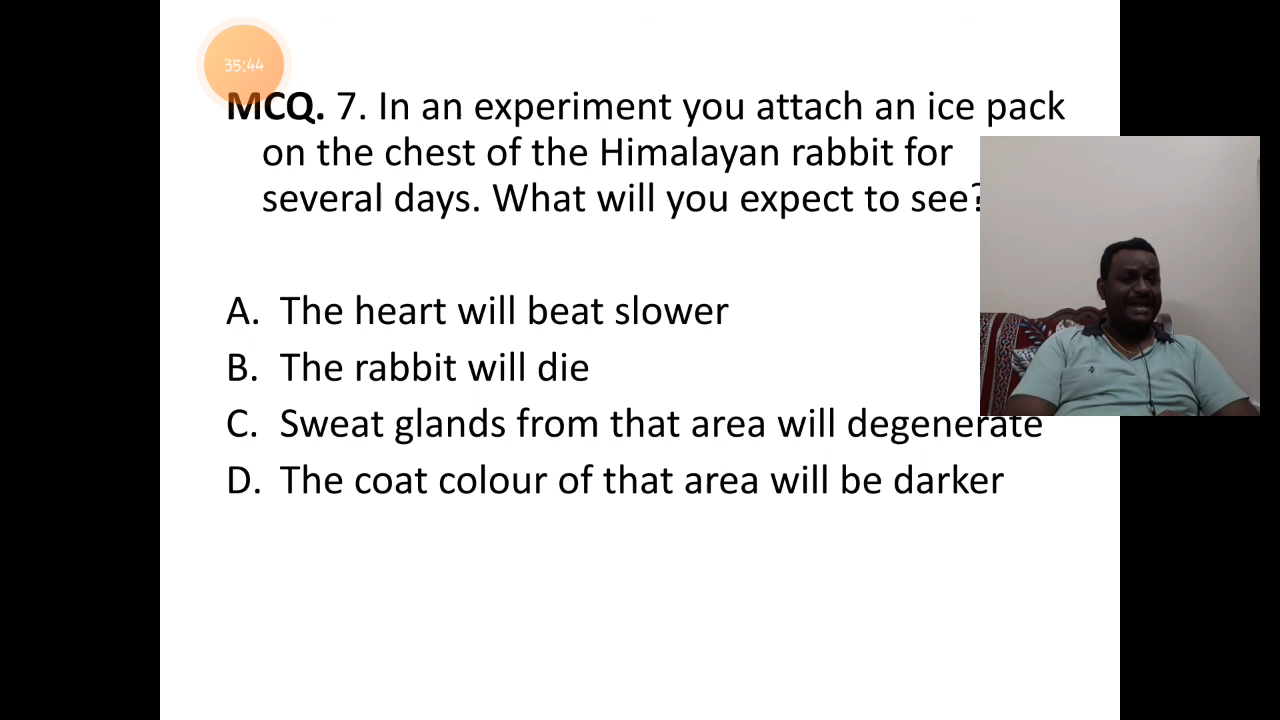 35:44
MCQ. 7. In an experiment you attach an ice pack
on the chest of the Himalayan rabbit for
several days. What will you expect to see?
A. The heart will beat slower
B. The rabbit will die
C. Sweat glands from that area will degenerate
D. The coat colour of that area will be darker